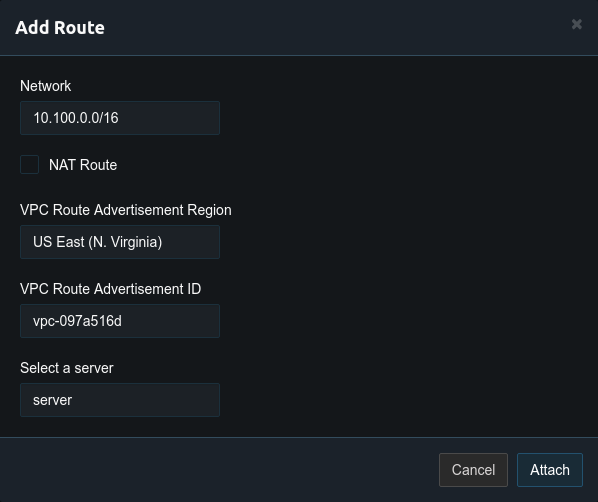 Add Route
×
Network
10.100.0.0/16
NAT Route
VPC Route Advertisement Region
US East (N. Virginia)
VPC Route Advertisement ID
vpc-097a516d
Select a server
server
Cancel
Attach